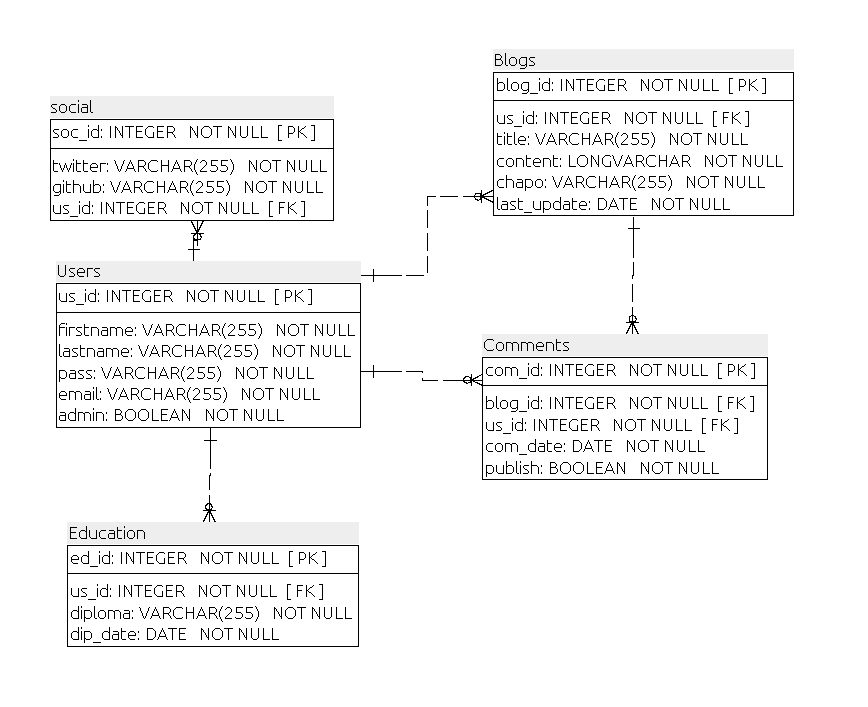 social
soc_id: INTEGER NOT NULL [ PK ]
twitter: VARCHAR(255) NOT NULL
github: VARCHAR(255) NOT NULL
us_id: INTEGER NOT NULL [ FK ]
Blogs
blog_id: INTEGER NOT NULL [ PK ]
us_id: INTEGER NOT NULL [ FK ]
title: VARCHAR(255) NOT NULL
content: LONGVARCHAR NOT NULL
chapo: VARCHAR(255) NOT NULL
last_update: DATE NOT NULL
Users
us_id: INTEGER NOT NULL [ PK ]
firstname: VARCHAR(255) NOT NULL
lastname: VARCHAR(255) NOT NULL
pass: VARCHAR(255) NOT NULL
email: VARCHAR(255) NOT NULL
admin: BOOLEAN NOT NULL
Comments
com_id: INTEGER NOT NULL [ PK ]
blog_id: INTEGER NOT NULL [ FK ]
us_id: INTEGER NOT NULL [ FK ]
com_date: DATE NOT NULL
publish: BOOLEAN NOT NULL
Education
ed_id: INTEGER NOT NULL [ PK ]
us_id: INTEGER NOT NULL [ FK ]
diploma: VARCHAR(255) NOT NULL
dip_date: DATE NOT NULL